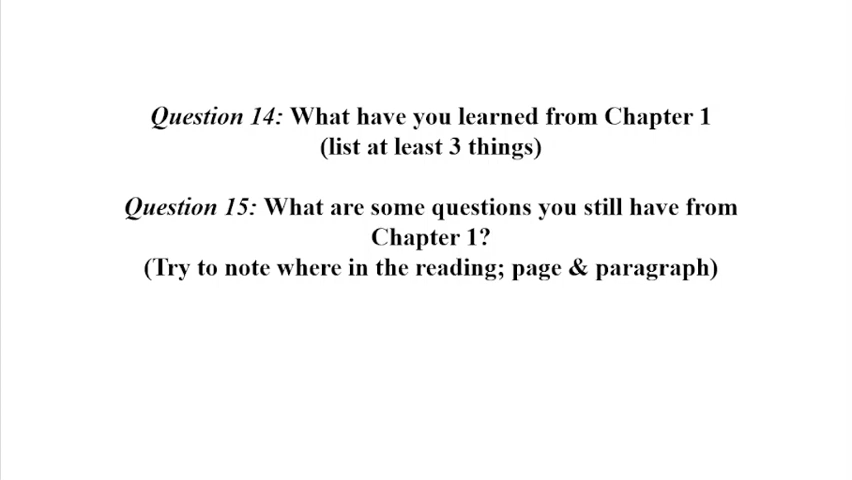 Question 14: What have you learned from Chapter 1
(list at least 3 things)
Question 15: What are some questions you still have from
Chapter 1?
(Try to note where in the reading; page & paragraph)